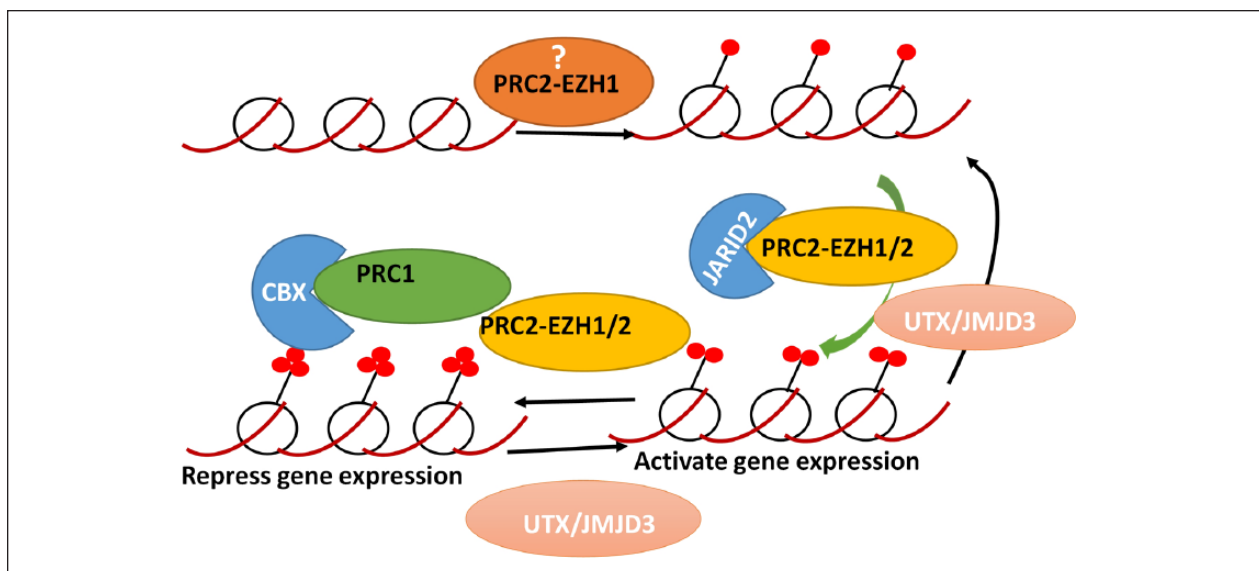 ?
PRC2-EZH1
JARID2
PRC2-EZH1/2
CBX
PRC1
PRC2-EZH1/2
UTX/JMJD3
Repress gene expression
Activate gene expression
UTX/JMJD3